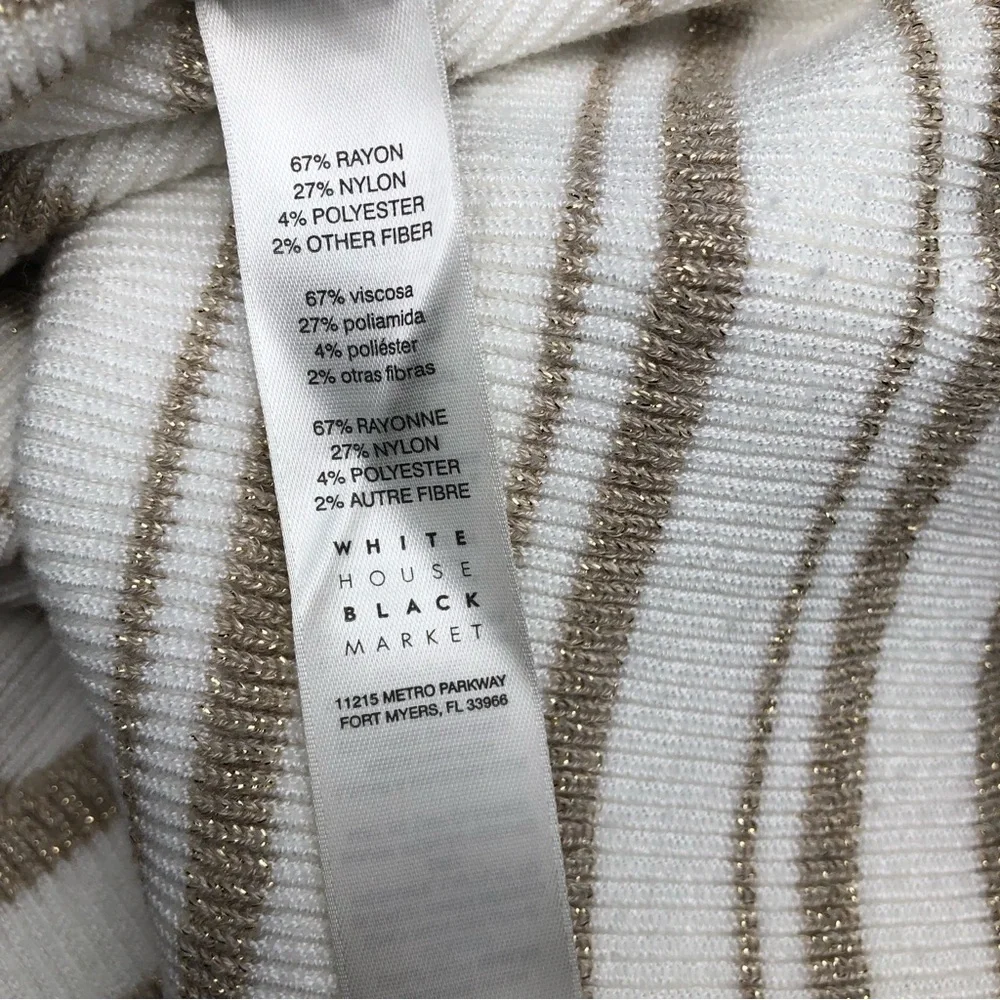 67% RAYON
27% NYLON
4% POLYESTER
2% OTHER FIBER
67% viscosa
27% poliamida
4% poliéster
2% otras fibras
67% RAYONNE
27% NYLON
4% POLYESTER
2% AUTRE FIBRE
WHITE
HOUSE
BLACK
MARKET
11215 METRO PARKWAY
FORT MYERS, FL 33966